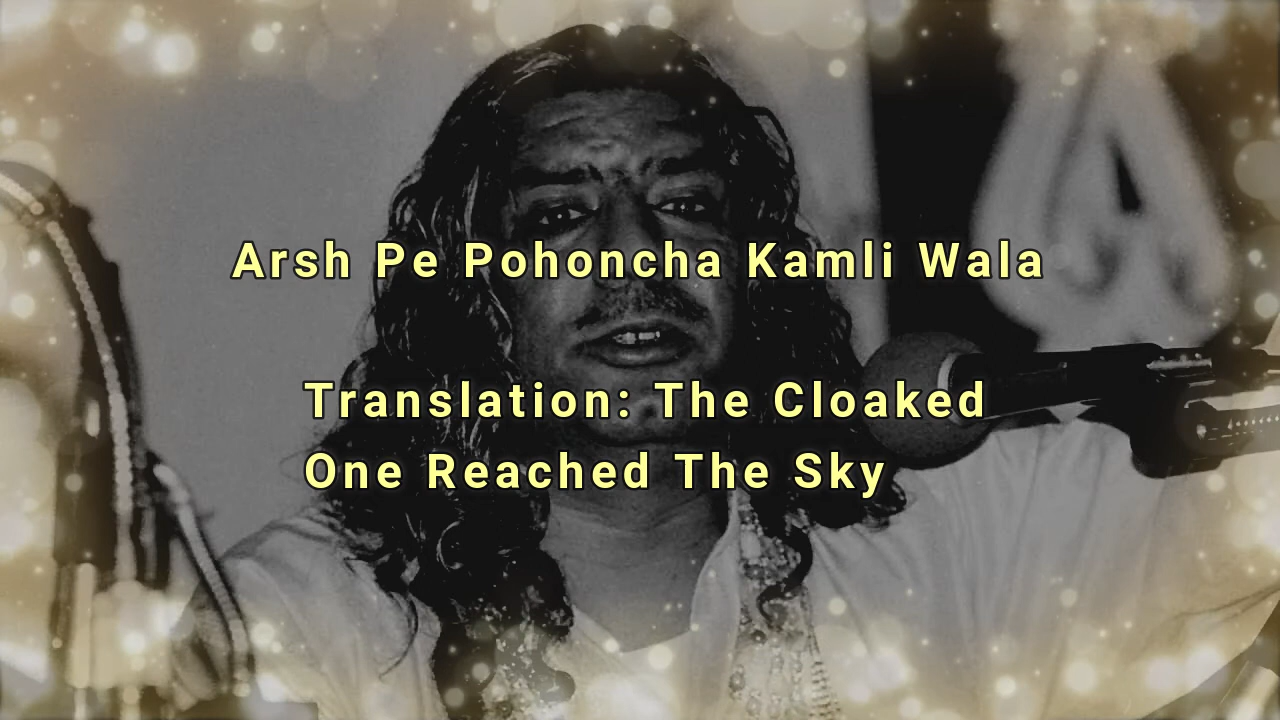 Arsh Pe Pohoncha Kamli Wala
Translation: The Cloaked
One Reached The Sky